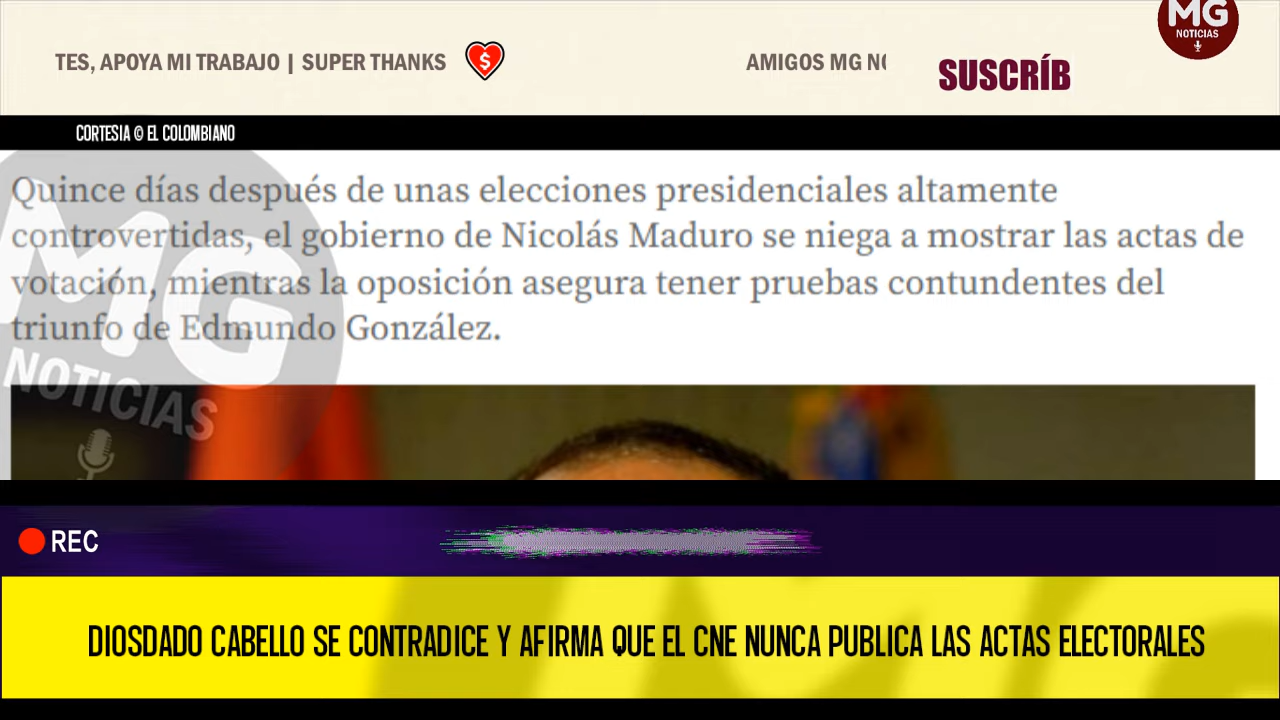 MG
NOTICIAS
TES, APOYA MI TRABAJO | SUPER THANKS
AMIGOS MG
SUSCRÍB
CORTESIA © EL COLOMBIANO
Quince días después de unas elecciones presidenciales altamente
controvertidas, el gobierno de Nicolás Maduro se niega a mostrar las actas de
votación, mientras la oposición asegura tener pruebas contundentes del
triunfo de Edmundo González.
MG
NOTICIAS
REC
DIOSDADO CABELLO SE CONTRADICE Y AFIRMA QUE EL CNE NUNCA PUBLICA LAS ACTAS ELECTORALES